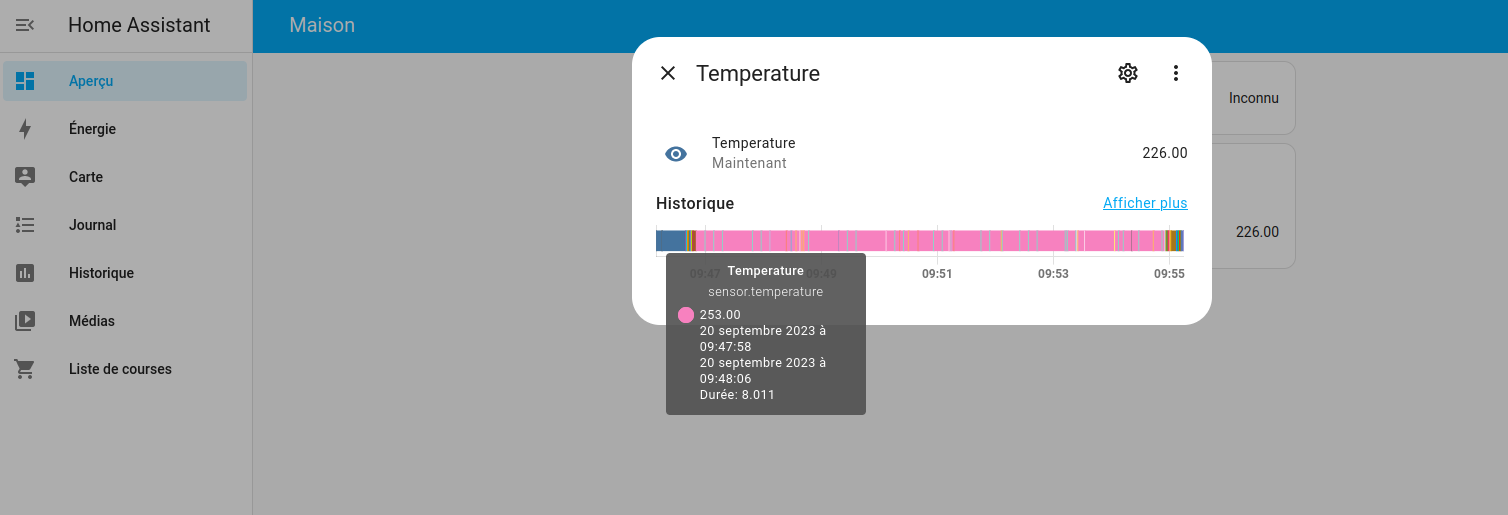 Home Assistant
Maison
Aperçu
Énergie
Carte
Journal
Historique
Médias
Liste de courses
Temperature
Inconnu
Temperature
Maintenant
226.00
Historique
Afficher plus
226.00
09:47
09:49
09:51
09:53
09:55
Temperature
sensor.temperature
253.00
20 septembre 2023 à
09:47:58
20 septembre 2023 à
09:48:06
Durée: 8.011